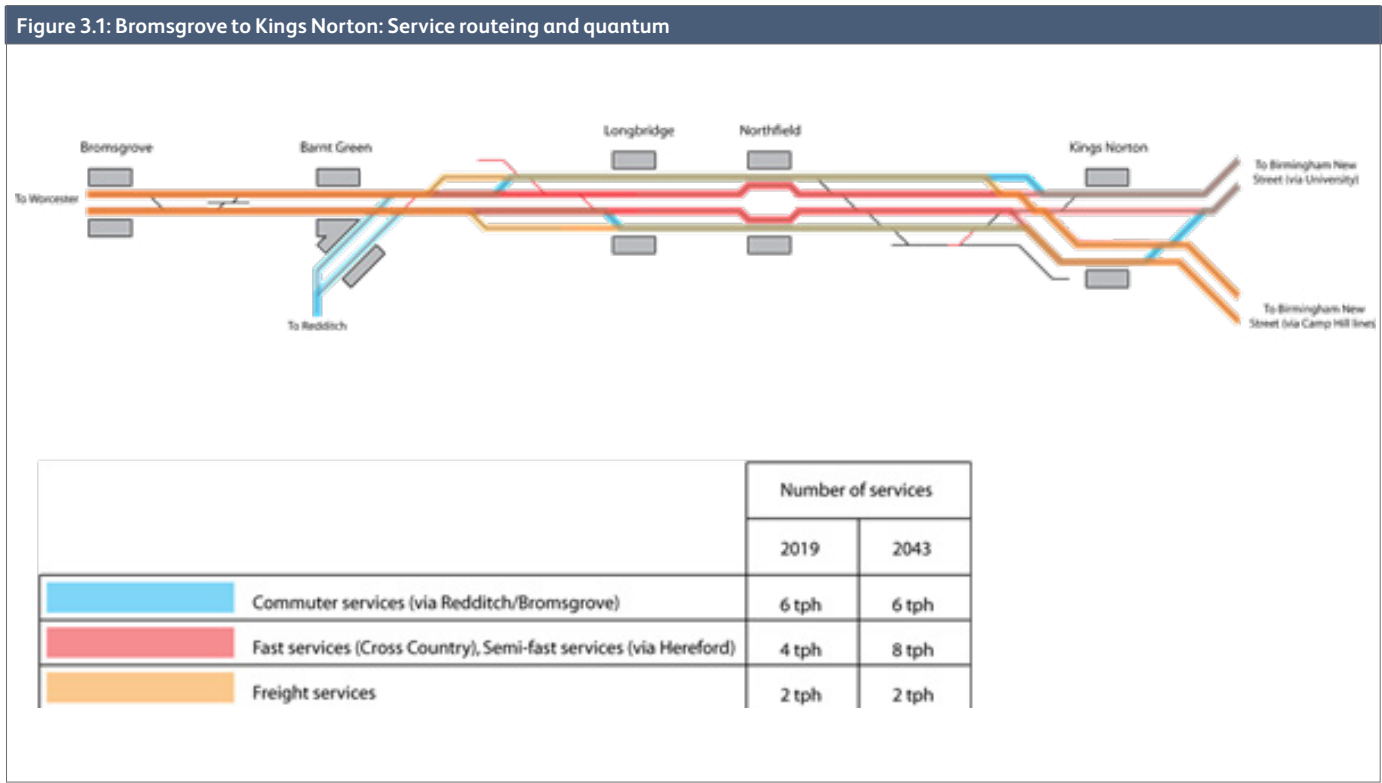 Figure 3.1: Bromsgrove to Kings Norton: Service routeing and quantum
Longbridge
Northfield
Bromsgrove
Barnt Green
Kings Norton
To Birmingham New
Street (via University)
To Worcester
To Redditch
To Birmingham New
Street (via Camp Hill lines
Number of services
2019
2043
Commuter services (via Redditch/Bromsgrove)
6 tph
6 tph
Fast services (Cross Country), Semi-fast services (via Hereford)
4 tph
8 tph
Freight services
2 tph
2 tph